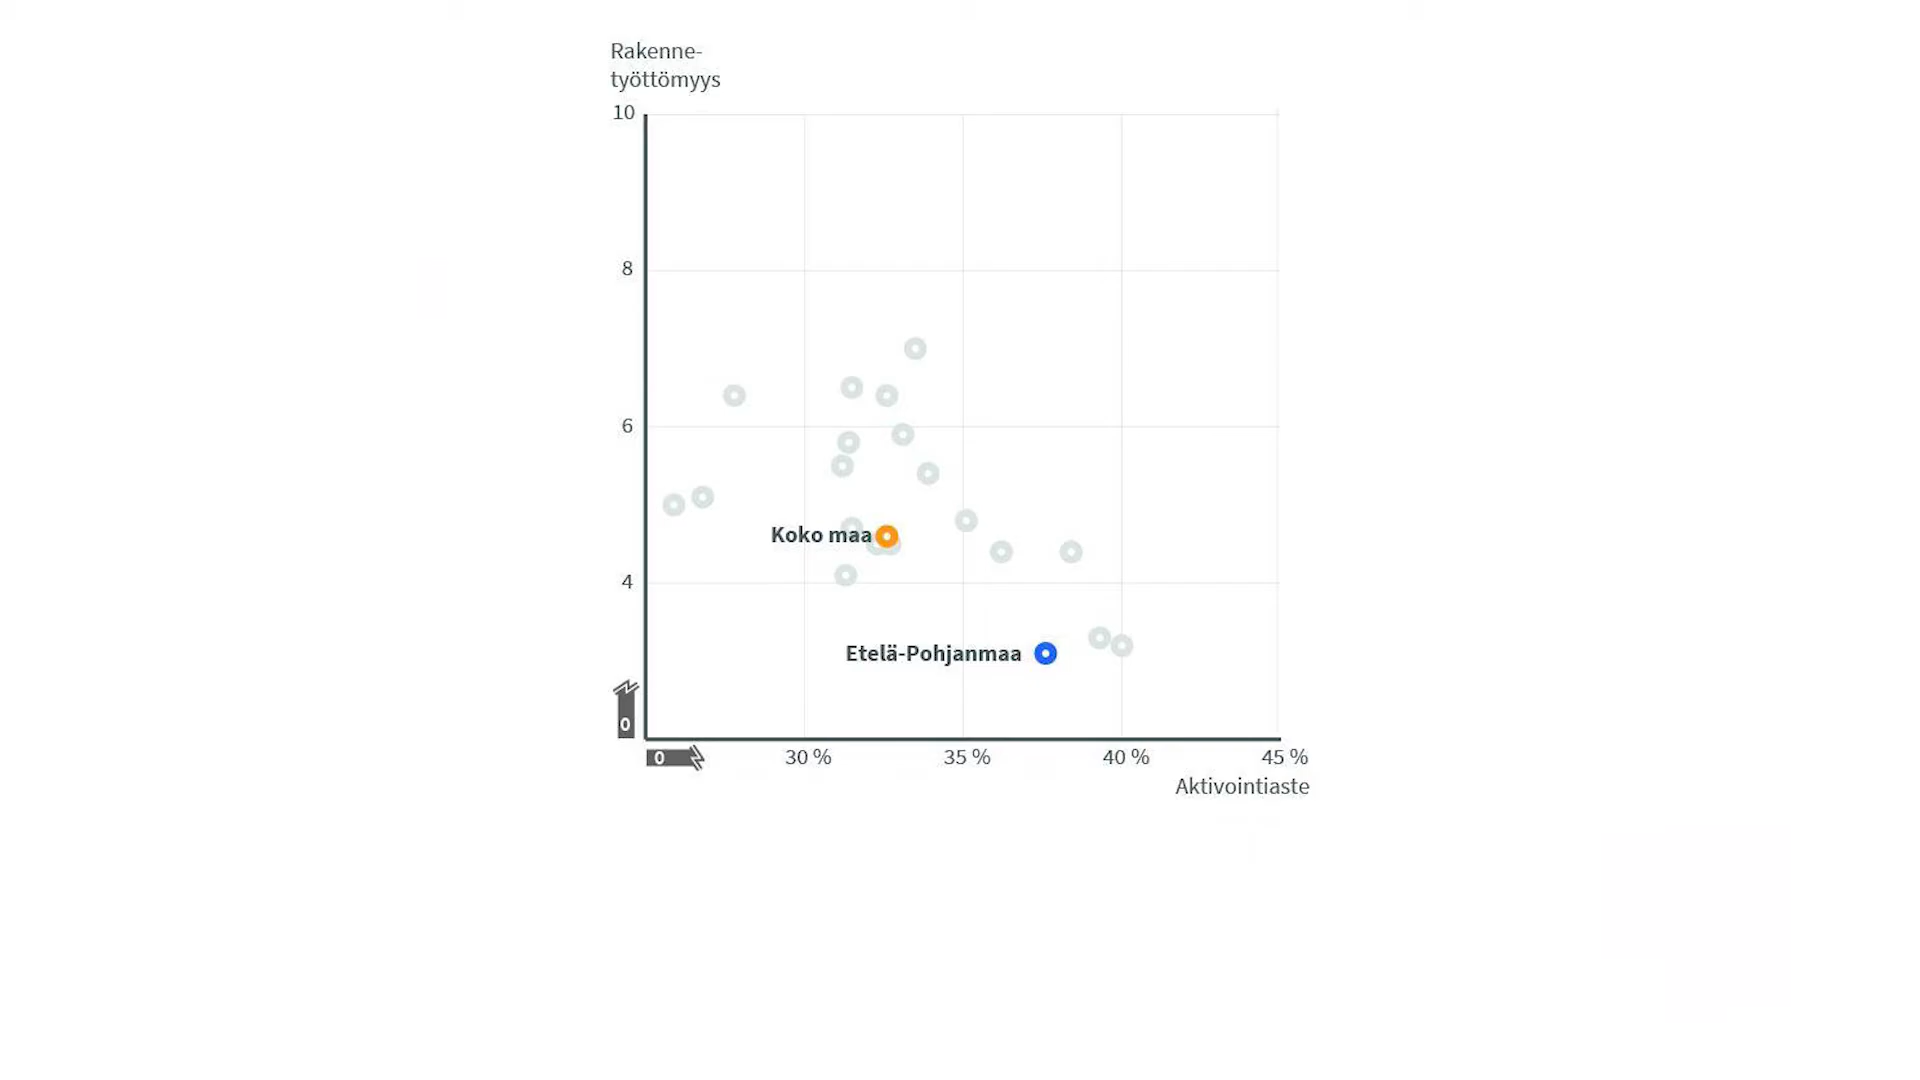 Rakenne-
työttömyys
10
8
6
Koko maa
4
Etelä-Pohjanmaa
0
0
30 %
35 %
40 %
45 %
Aktivointiaste